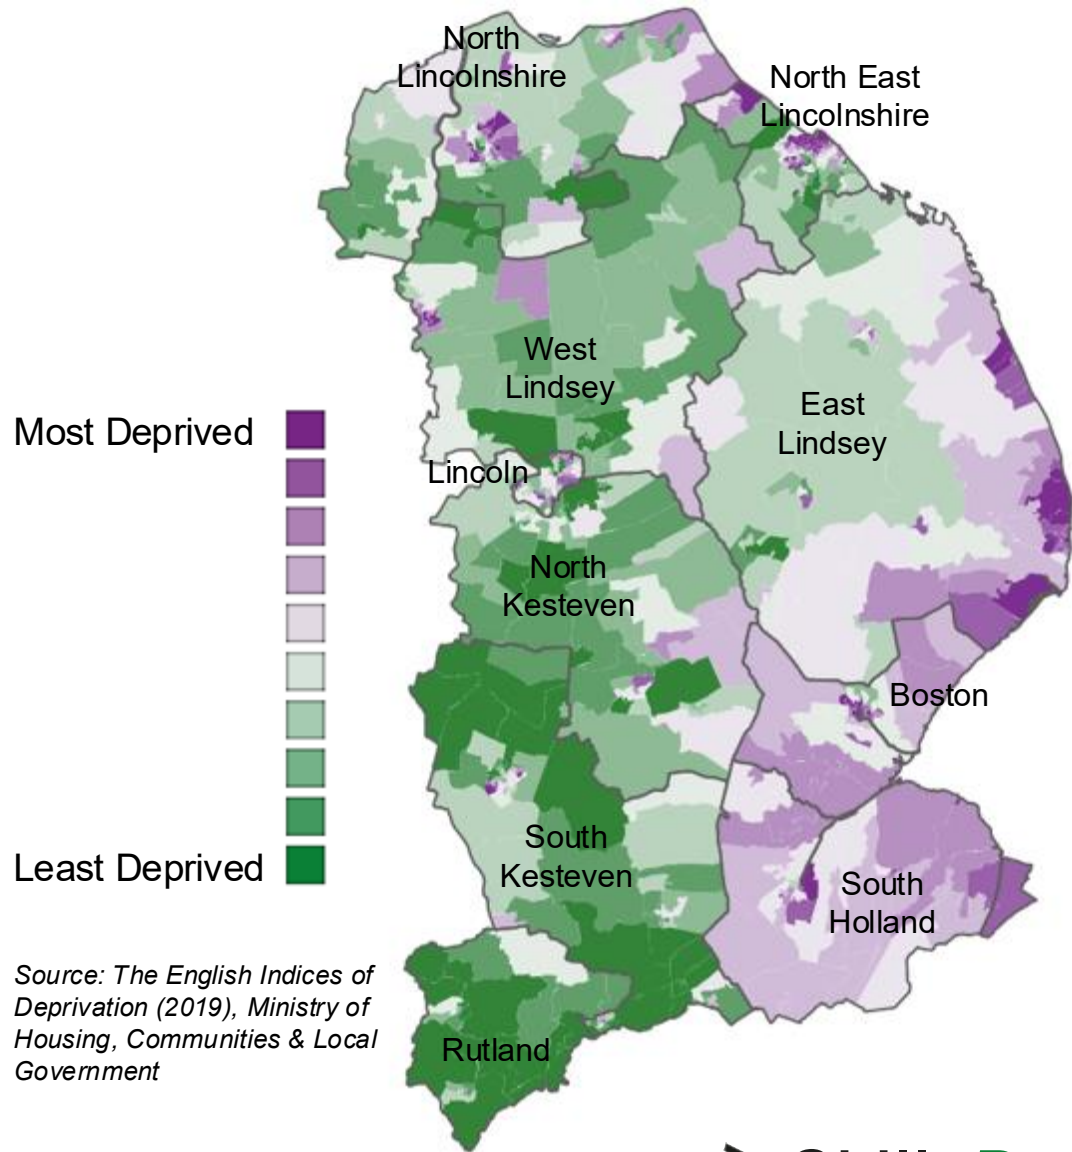 North
Lincolnshire
North East
Lincolnshire
West
Lindsey
East
Lindsey
Most Deprived
Lincoln
North
Kesteven
Boston
South
Kesteven
Least Deprived
South
Holland
Source: The English Indices of
Deprivation (2019), Ministry of
Housing, Communities & Local
Government
Rutland